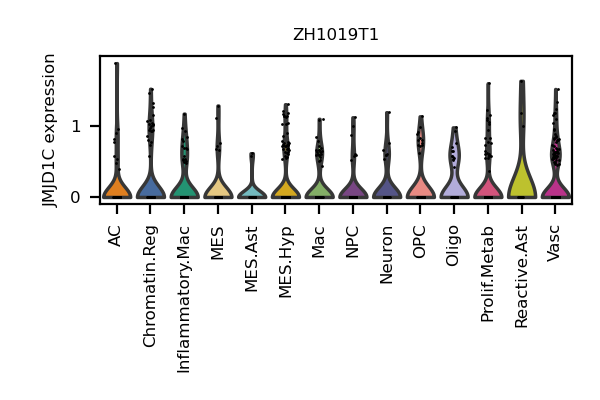 ZH1019T1
JMJD1C expression
1
0
AC
Chromatin.Reg
Inflammatory.Mac
MES
MES.Ast
MES.Hyp
Mac
NPC
Neuron
OPC
Oligo
Prolif.Metab
Reactive.Ast
Vasc